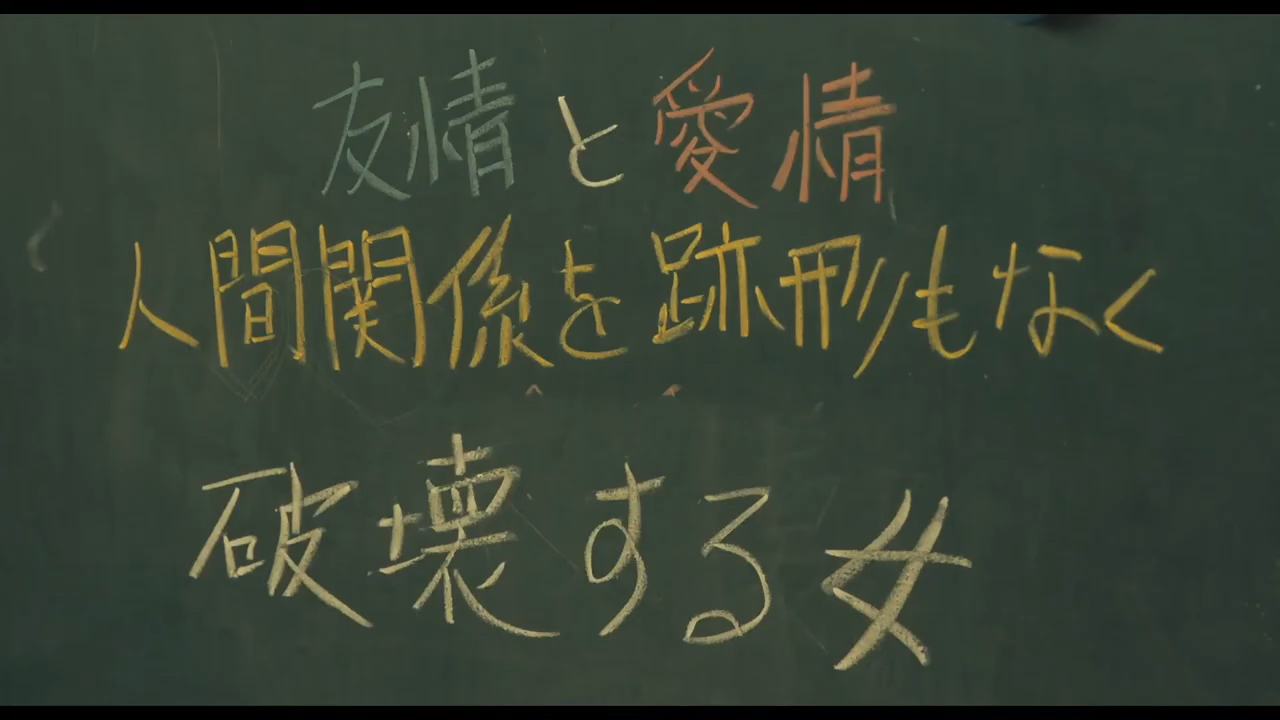 友情と愛情
人間関係を跡形もなく
破壊する女